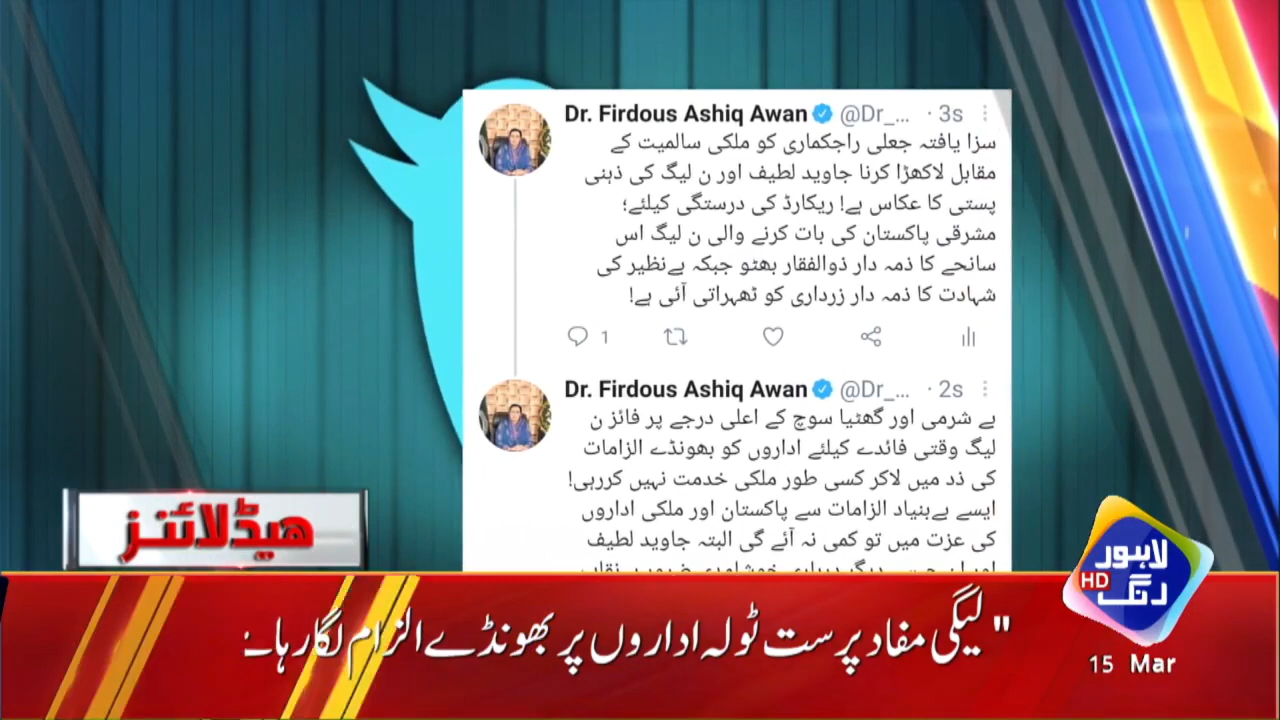 Dr. Firdous Ashiq Awan @Dr_... · 3s
سزا یافتہ جعلی راجکماری کو ملکی سالمیت کے
مقابل لاکھڑا کرنا جاوید لطیف اور ن لیگ کی ذہنی
پستی کا عکاس ہے! ریکارڈ کی درستگی کیلئے؛
مشرقی پاکستان کی بات کرنے والی ن لیگ اس
سانحے کا ذمہ دار ذوالفقار بھٹو جبکہ بےنظیر کی
شہادت کا ذمہ دار زرداری کو ٹھہراتی آئی ہے!
1
Dr. Firdous Ashiq Awan @Dr_... · 2s
بے شرمی اور گھٹیا سوچ کے اعلی درجے پر فائز ن
لیگ وقتی فائدے کیلئے اداروں کو بھونڈے الزامات
کی ذد میں لاکر کسی طور ملکی خدمت نہیں کررہی!
ایسے بےبنیاد الزامات سے پاکستان اور ملکی اداروں
کی عزت میں تو کمی نہ آئے گی البتہ جاوید لطیف
ہیڈلائنز
لاہور
رنگ
HD
"لیگی مفاد پرست ٹولہ اداروں پر بھونڈے الزام لگا رہا
15 Mar